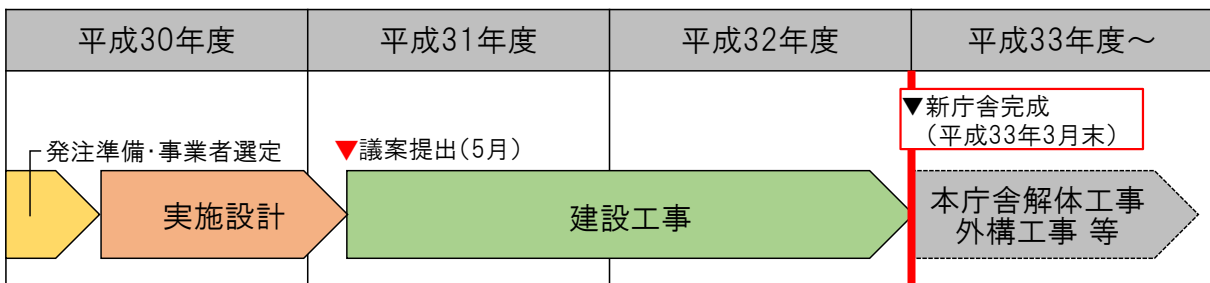 平成30年度
平成31年度
平成32年度
平成33年度～
発注準備・事業者選定
▼議案提出(5月)
▼新庁舎完成
(平成33年3月末)
実施設計
建設工事
本庁舎解体工事
外構工事 等